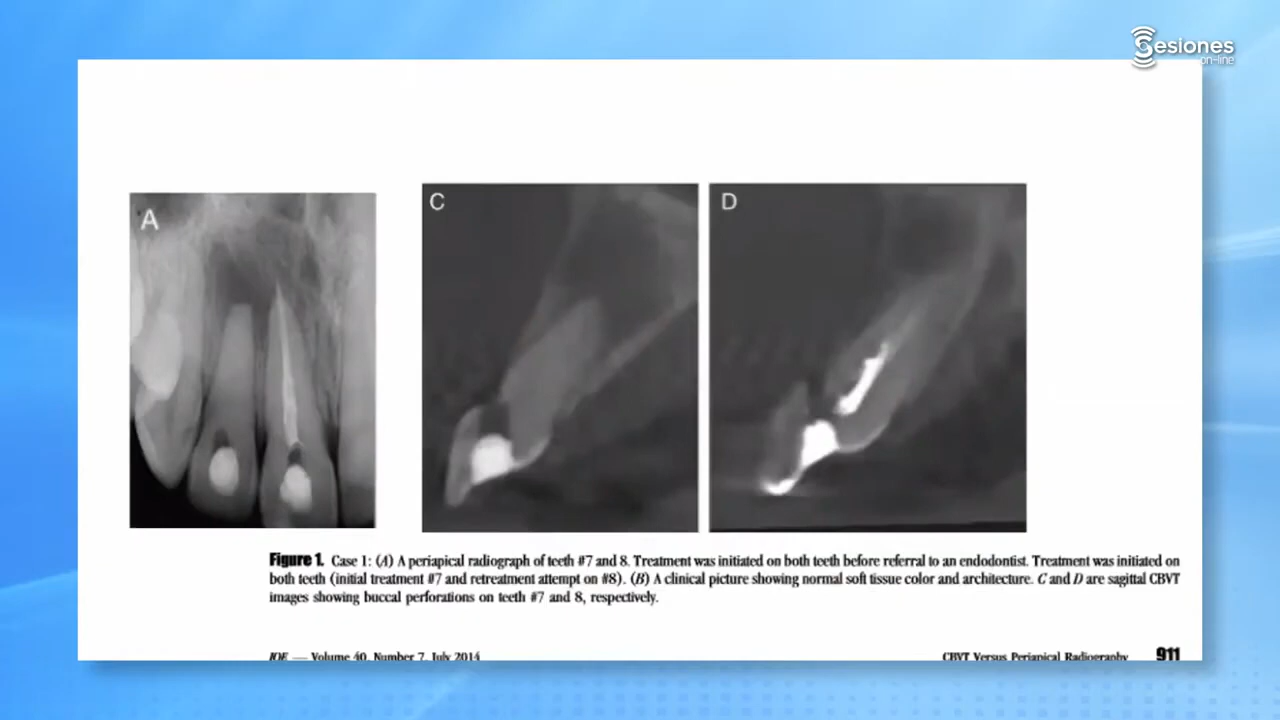 Sesiones
on-line
A
C
D
Figure 1. Case 1: (A) A periapical radiograph of teeth #7 and 8. Treatment was initiated on both teeth before referral to an endodontist. Treatment was initiated on
both teeth (initial treatment #7 and retreatment attempt on #8). (B) A clinical picture showing normal soft tissue color and architecture. C and D are sagittal CBVT
images showing buccal perforations on teeth #7 and 8, respectively.
JOE — Volume 40, Number 7, July 2014
CBVT Versus Periapical Radiography 911